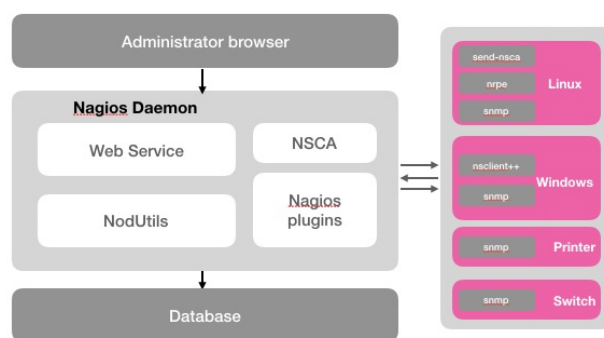 Administrator browser
Nagios Daemon
Web Service
NSCA
NodUtils
Nagios
plugins
Database
send-nsca
nrpe
snmp
Linux
nsclient++
snmp
Windows
snmp
Printer
snmp
Switch